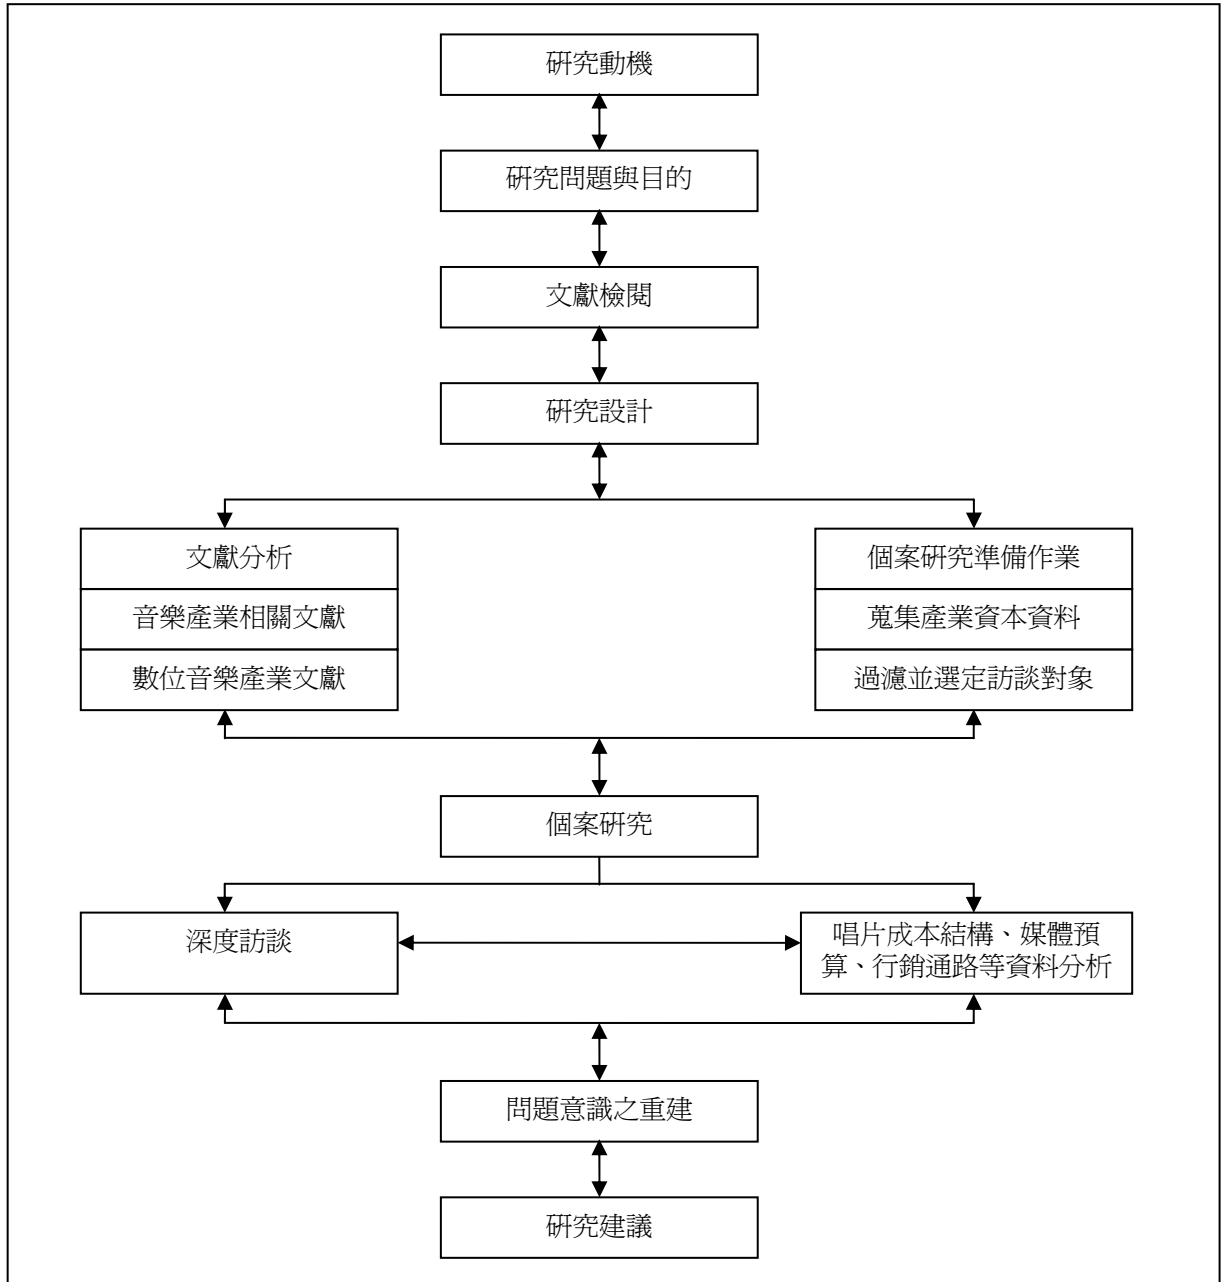 研究動機
研究問題與目的
文獻檢閱
研究設計
文獻分析
音樂產業相關文獻
數位音樂產業文獻
個案研究準備作業
蒐集產業資本資料
過濾並選定訪談對象
個案研究
深度訪談
唱片成本結構、媒體預
算、行銷通路等資料分析
問題意識之重建
研究建議